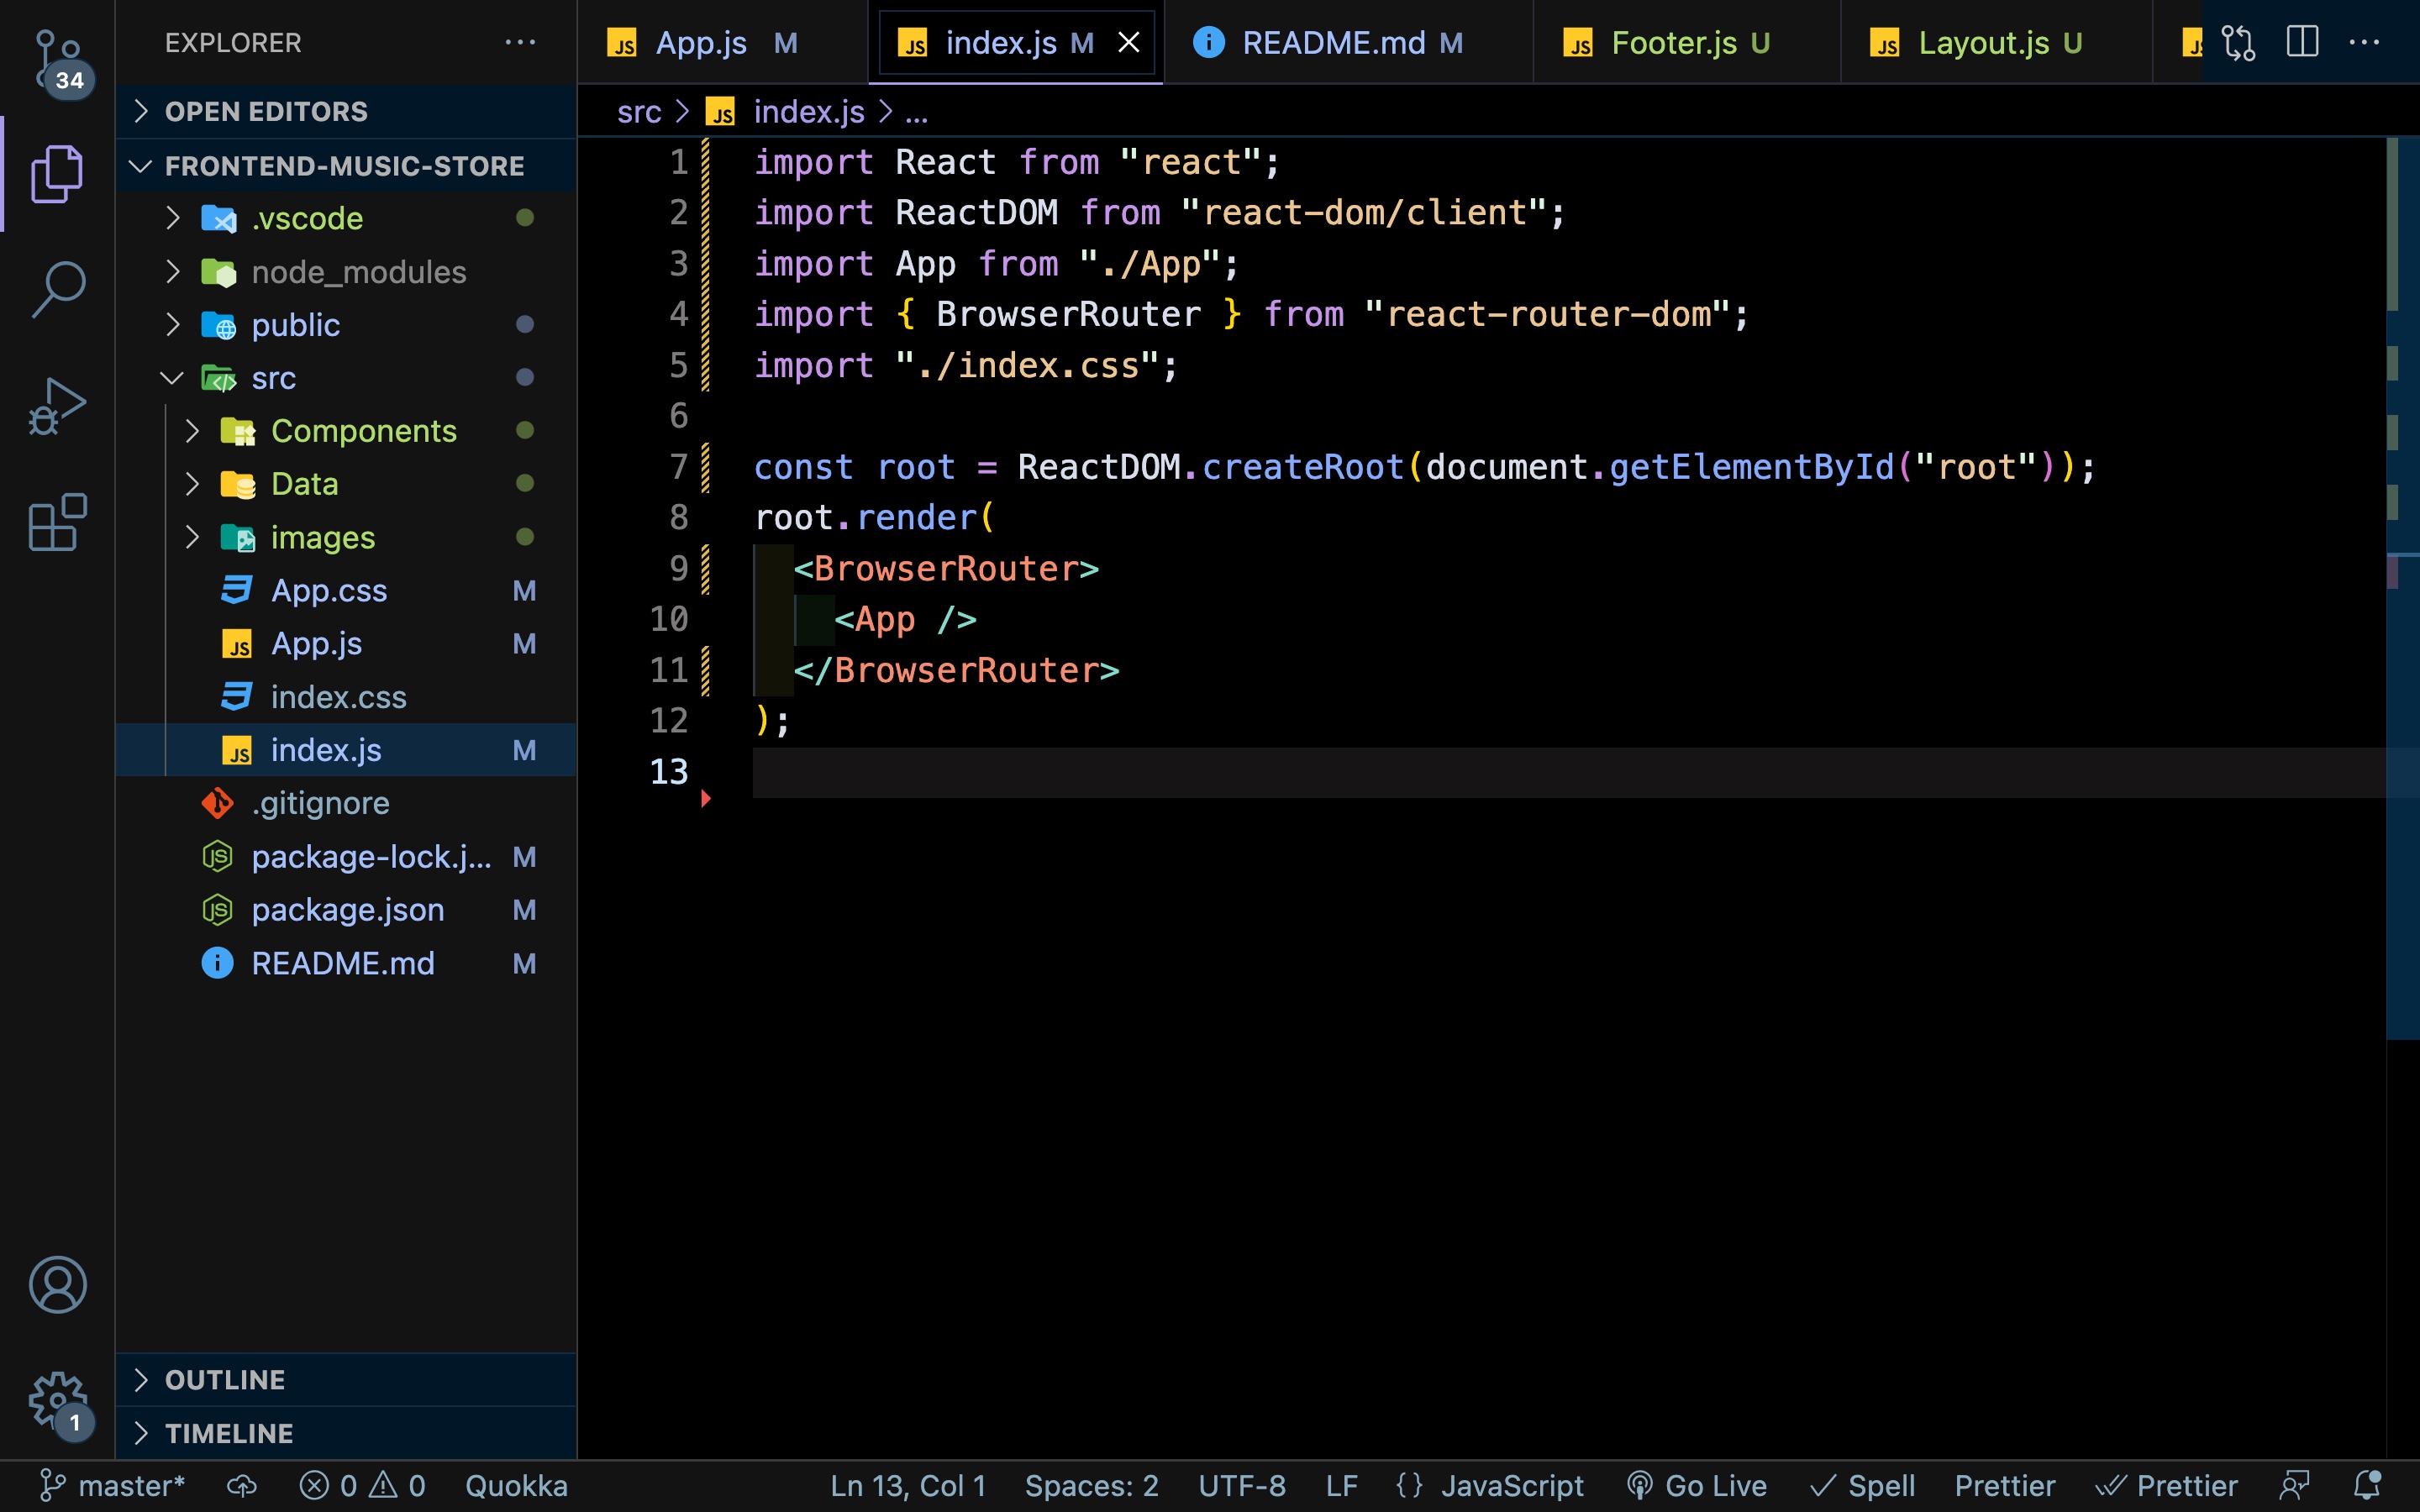 34
EXPLORER
OPEN EDITORS
FRONTEND-MUSIC-STORE
.vscode
node_modules
public
src
Components
Data
images
App.css M
App.js M
index.css
index.js M
.gitignore
package-lock.j... M
package.json M
README.md M
OUTLINE
TIMELINE
1
JS App.js M
JS index.js M
README.md M
JS Footer.js U
JS Layout.js U
src > JS index.js > ...
1 import React from "react";
2 import ReactDOM from "react-dom/client";
3 import App from "./App";
4 import { BrowserRouter } from "react-router-dom";
5 import "./index.css";
6
7 const root = ReactDOM.createRoot(document.getElementById("root"));
8 root.render(
9 <BrowserRouter>
10 <App />
11 </BrowserRouter>
12 );
13
master* 0 0 Quokka Ln 13, Col 1 Spaces: 2 UTF-8 LF {} JavaScript Go Live Spell Prettier Prettier